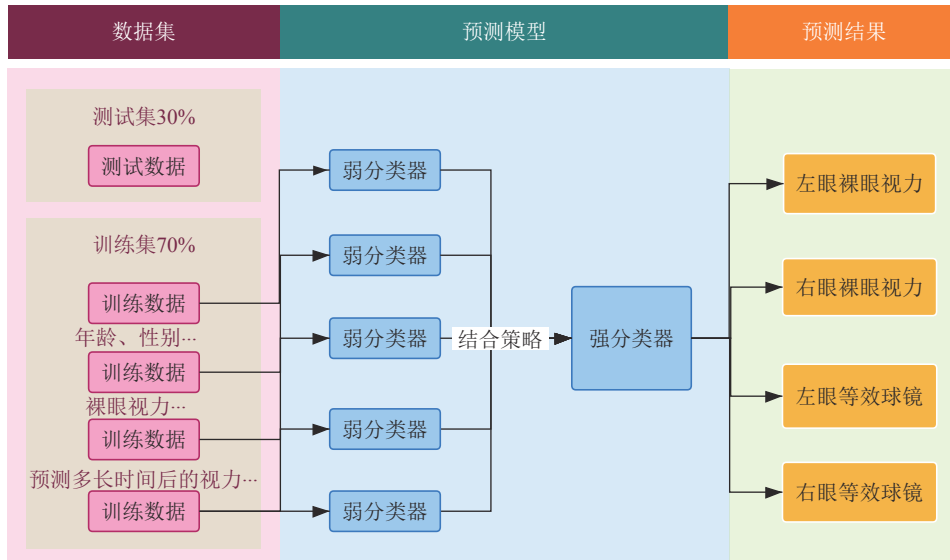 数据集
预测模型
预测结果
测试集30%
测试数据
训练集70%
训练数据
年龄、性别…
训练数据
裸眼视力…
训练数据
预测多长时间后的视力…
训练数据
弱分类器
弱分类器
弱分类器
弱分类器
弱分类器
结合策略
强分类器
左眼裸眼视力
右眼裸眼视力
左眼等效球镜
右眼等效球镜